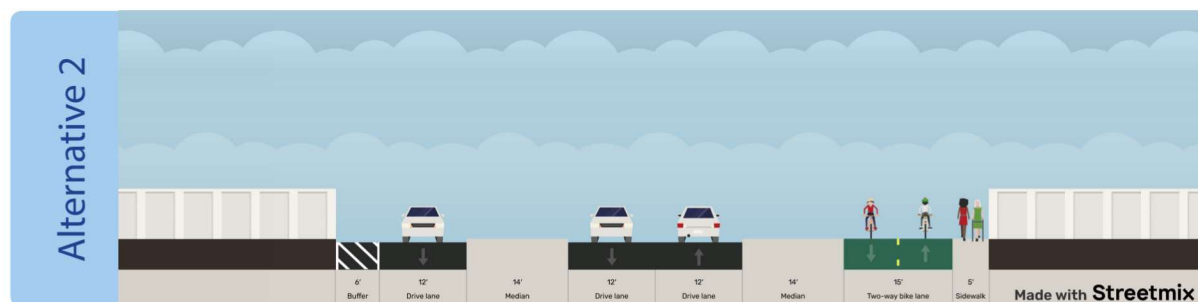 Alternative 2
6' 12' 14' 12' 12' 14' 15' 5'
Buffer Drive lane Median Drive lane Drive lane Median Two-way bike lane Sidewalk
Made with Streetmix